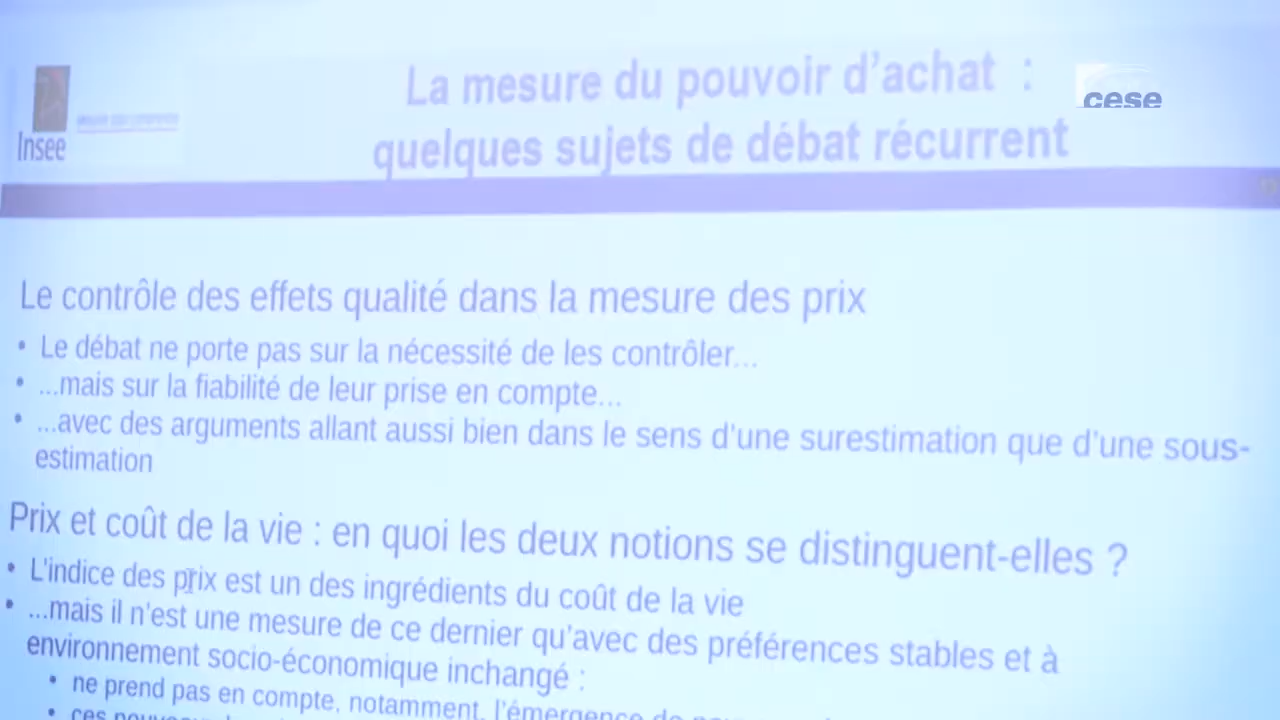 Insee
cese
La mesure du pouvoir d'achat :
quelques sujets de débat récurrent
Le contrôle des effets qualité dans la mesure des prix
• Le débat ne porte pas sur la nécessité de les contrôler...
• ...mais sur la fiabilité de leur prise en compte...
• ...avec des arguments allant aussi bien dans le sens d'une surestimation que d'une sous-
estimation
Prix et coût de la vie : en quoi les deux notions se distinguent-elles ?
• L'indice des prix est un des ingrédients du coût de la vie
• ...mais il n'est une mesure de ce dernier qu'avec des préférences stables et à
environnement socio-économique inchangé :
• ne prend pas en compte, notamment, l'émergence de
• ces